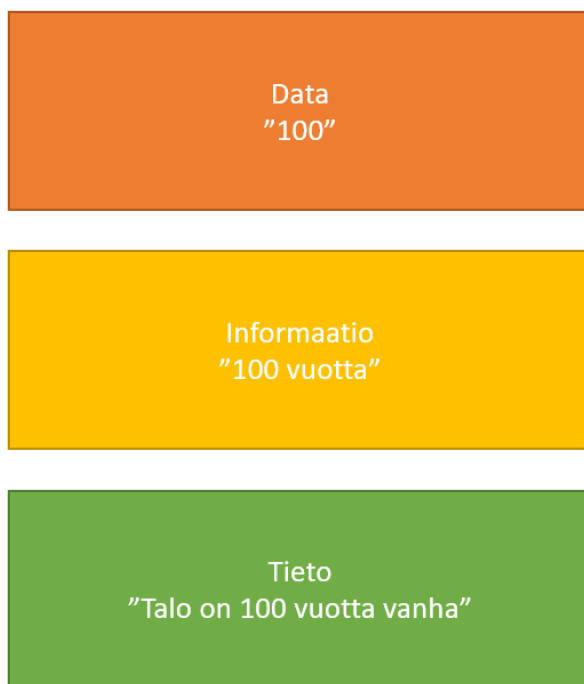 Data
”100”
Informaatio
”100 vuotta”
Tieto
”Talo on 100 vuotta vanha”